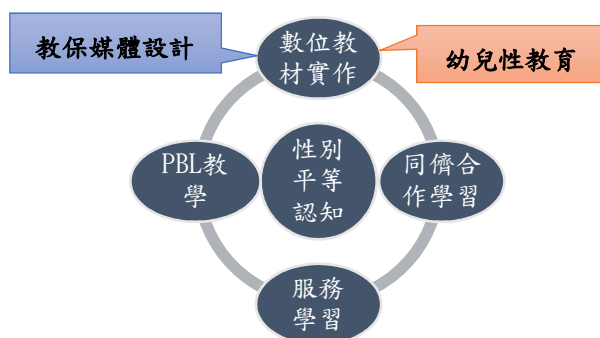 教保媒體設計
數位教
材實作
幼兒性教育
PBL教
學
性別
平等
認知
同儕合
作學習
服務
學習